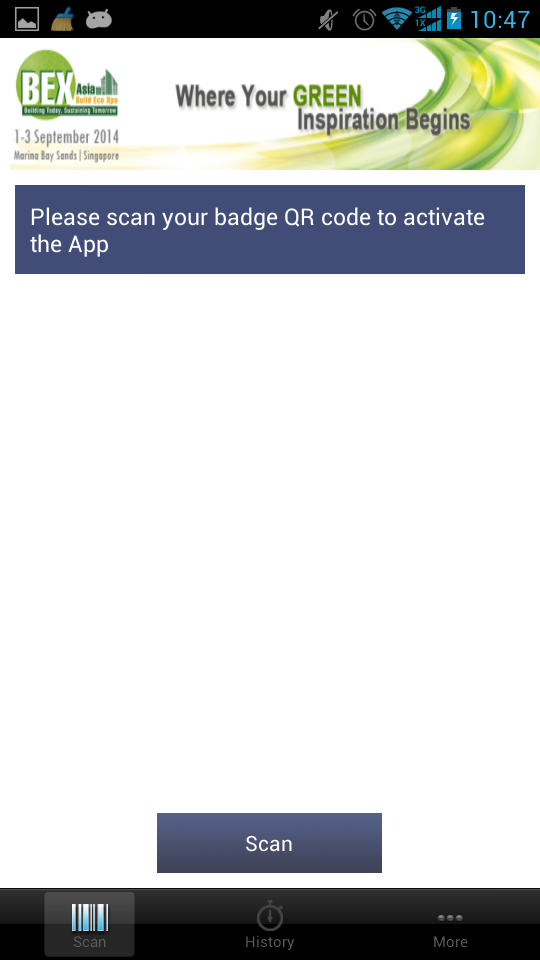 3G
1X
10:47
BEX
Asia
Build Eco Xpo
Building Today, Sustaining Tomorrow
1-3 September 2014
Marina Bay Sands | Singapore
Where Your GREEN
Inspiration Begins
Please scan your badge QR code to activate
the App
Scan
Scan
History
More